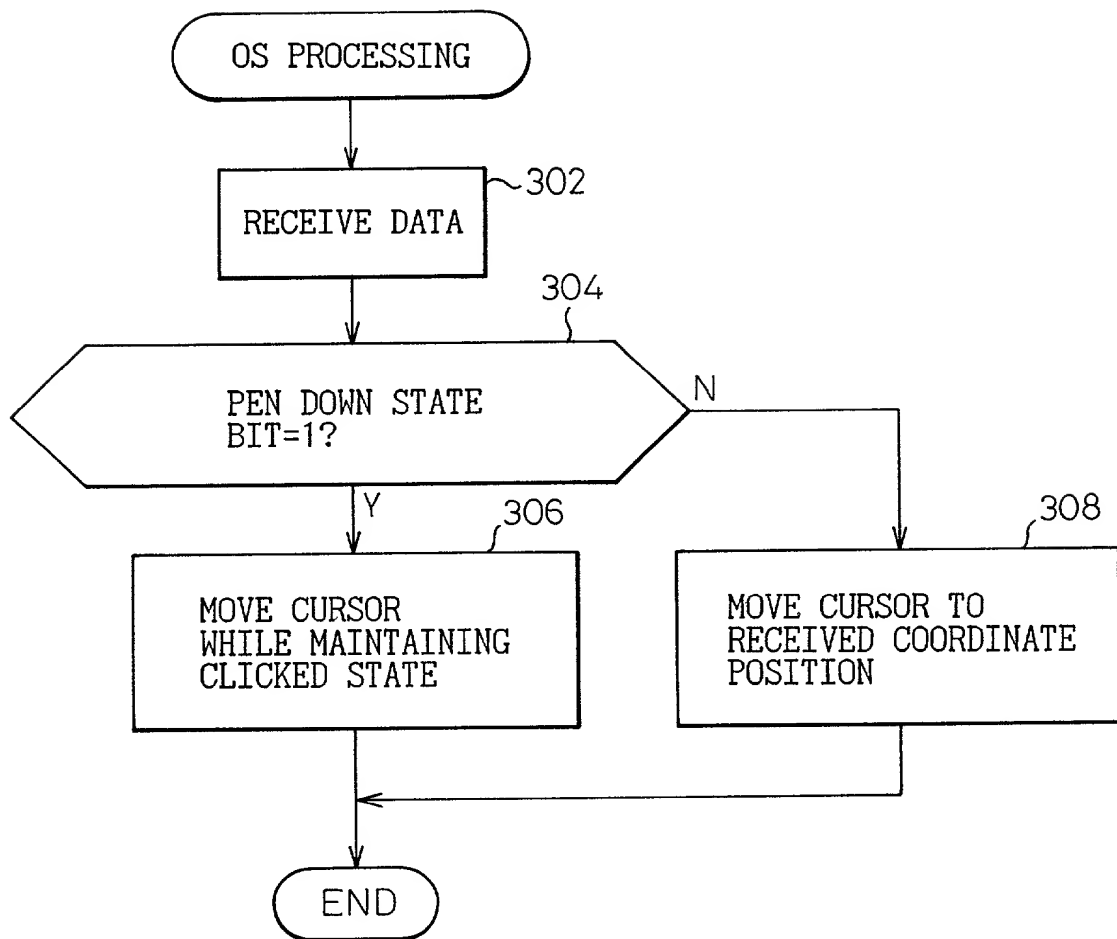 OS PROCESSING
302
RECEIVE DATA
304
PEN DOWN STATE
BIT=1?
N
Y
306
MOVE CURSOR
WHILE MAINTAINING
CLICKED STATE
308
MOVE CURSOR TO
RECEIVED COORDINATE
POSITION
END